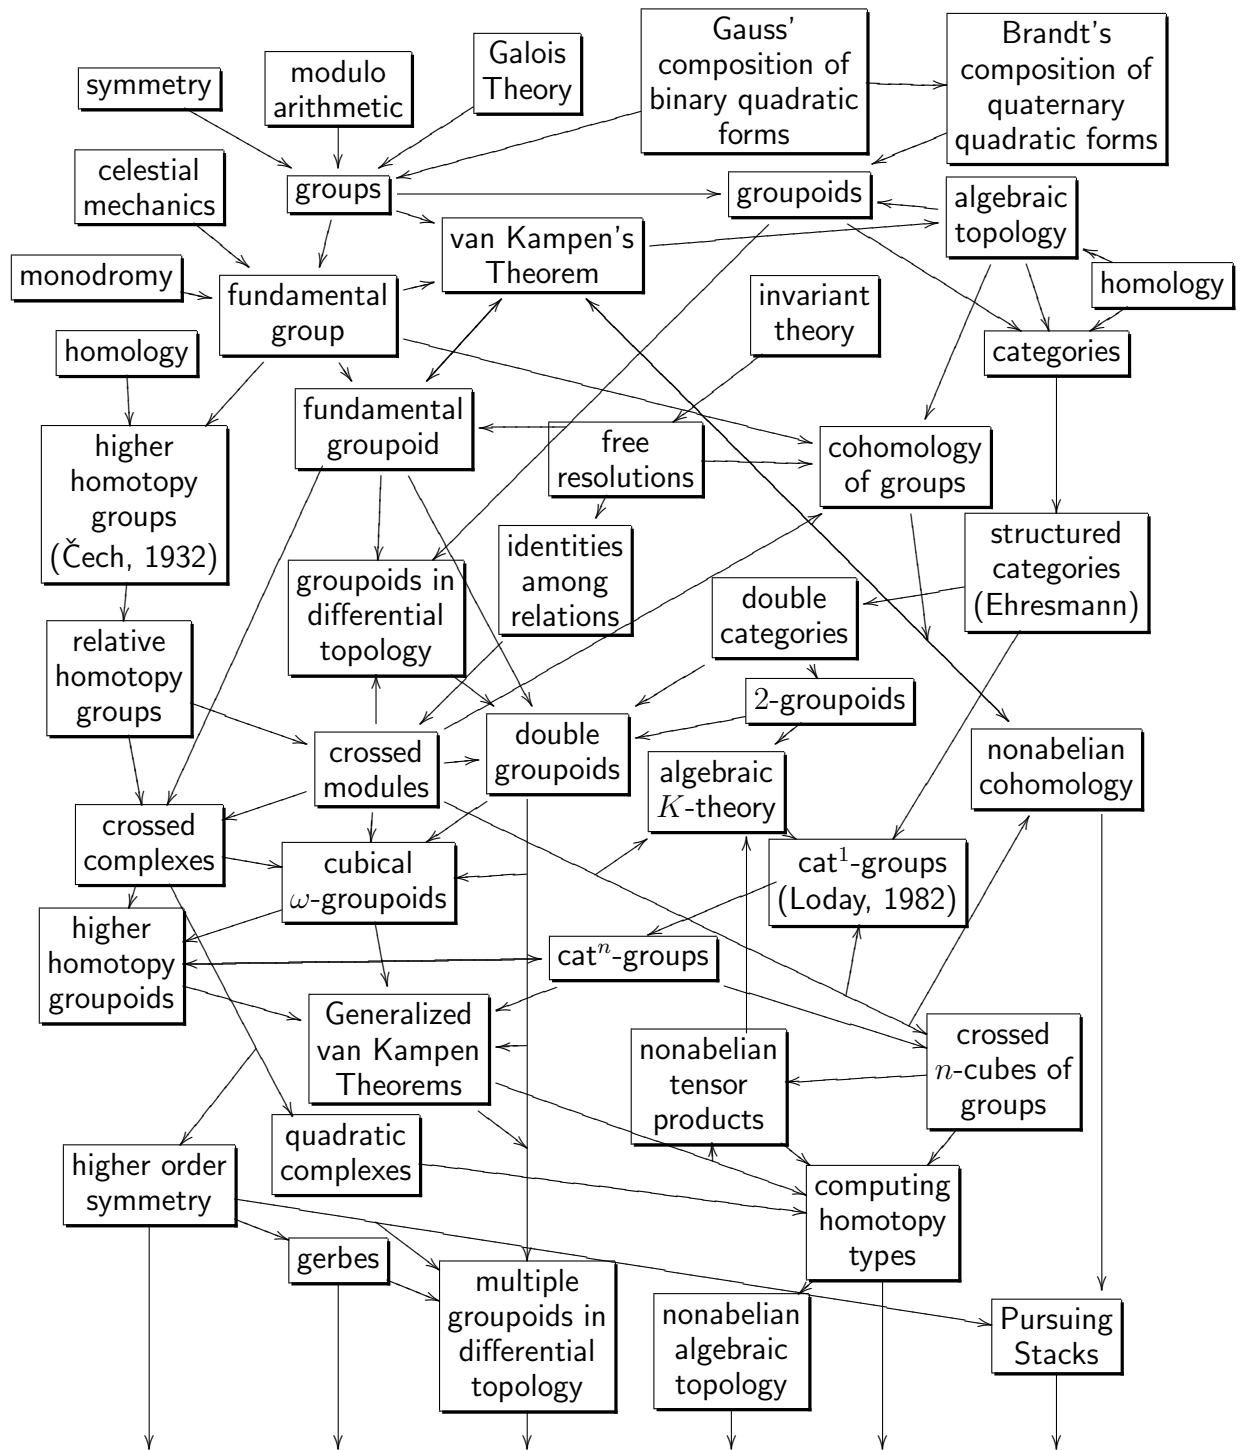 Gauss'
composition of
binary quadratic
forms
Brandt's
composition of
quaternary
quadratic forms
Galois
Theory
modulo
arithmetic
symmetry
celestial
mechanics
groups
groupoids
algebraic
topology
van Kampen's
Theorem
monodromy
fundamental
group
invariant
theory
homology
homology
categories
fundamental
groupoid
free
resolutions
cohomology
of groups
higher
homotopy
groups
(Čech, 1932)
structured
categories
(Ehresmann)
identities
among
relations
groupoids in
differential
topology
double
categories
relative
homotopy
groups
2-groupoids
double
groupoids
crossed
modules
nonabelian
cohomology
algebraic
K-theory
crossed
complexes
cubical
ω-groupoids
cat¹-groups
(Loday, 1982)
higher
homotopy
groupoids
catⁿ-groups
Generalized
van Kampen
Theorems
crossed
n-cubes of
groups
nonabelian
tensor
products
quadratic
complexes
higher order
symmetry
computing
homotopy
types
gerbes
multiple
groupoids in
differential
topology
nonabelian
algebraic
topology
Pursuing
Stacks